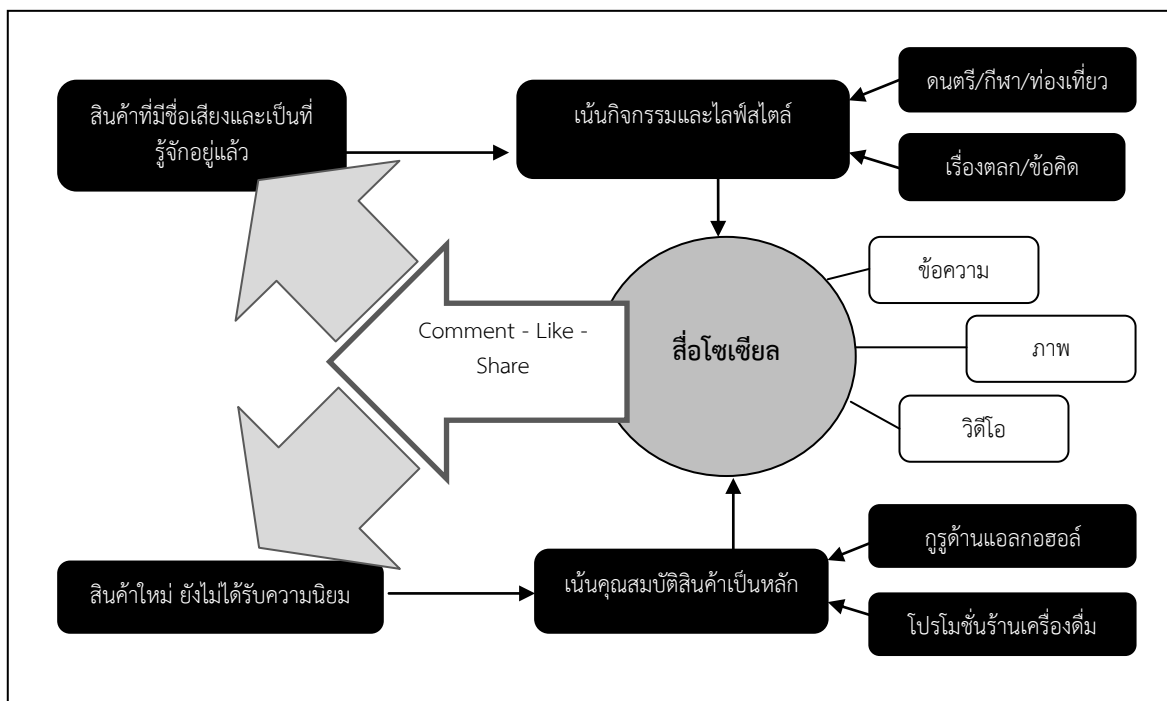 สินค้าที่มีชื่อเสียงและเป็นที่
รู้จักอยู่แล้ว
เน้นกิจกรรมและไลฟ์สไตล์
ดนตรี/กีฬา/ท่องเที่ยว
เรื่องตลก/ข้อคิด
ข้อความ
Comment - Like -
Share
สื่อโซเซียล
ภาพ
วิดีโอ
กูรูด้านแอลกอฮอล์
สินค้าใหม่ ยังไม่ได้รับความนิยม
เน้นคุณสมบัติสินค้าเป็นหลัก
โปรโมชั่นร้านเครื่องดื่ม